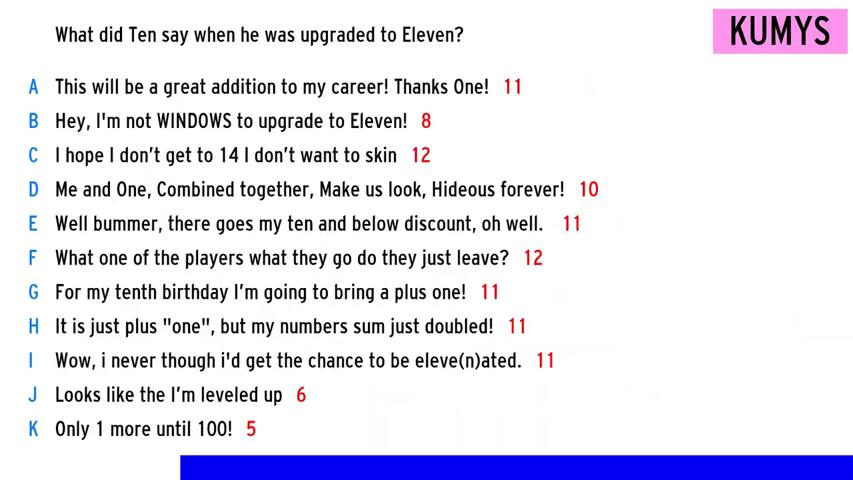 What did Ten say when he was upgraded to Eleven?
KUMYS
A This will be a great addition to my career! Thanks One! 11
B Hey, I'm not WINDOWS to upgrade to Eleven! 8
C I hope I don't get to 14 I don't want to skin 12
D Me and One, Combined together, Make us look, Hideous forever! 10
E Well bummer, there goes my ten and below discount, oh well. 11
F What one of the players what they go do they just leave? 12
G For my tenth birthday I'm going to bring a plus one! 11
H It is just plus "one", but my numbers sum just doubled! 11
I Wow, i never though i'd get the chance to be eleve(n)ated. 11
J Looks like the I'm leveled up 6
K Only 1 more until 100! 5